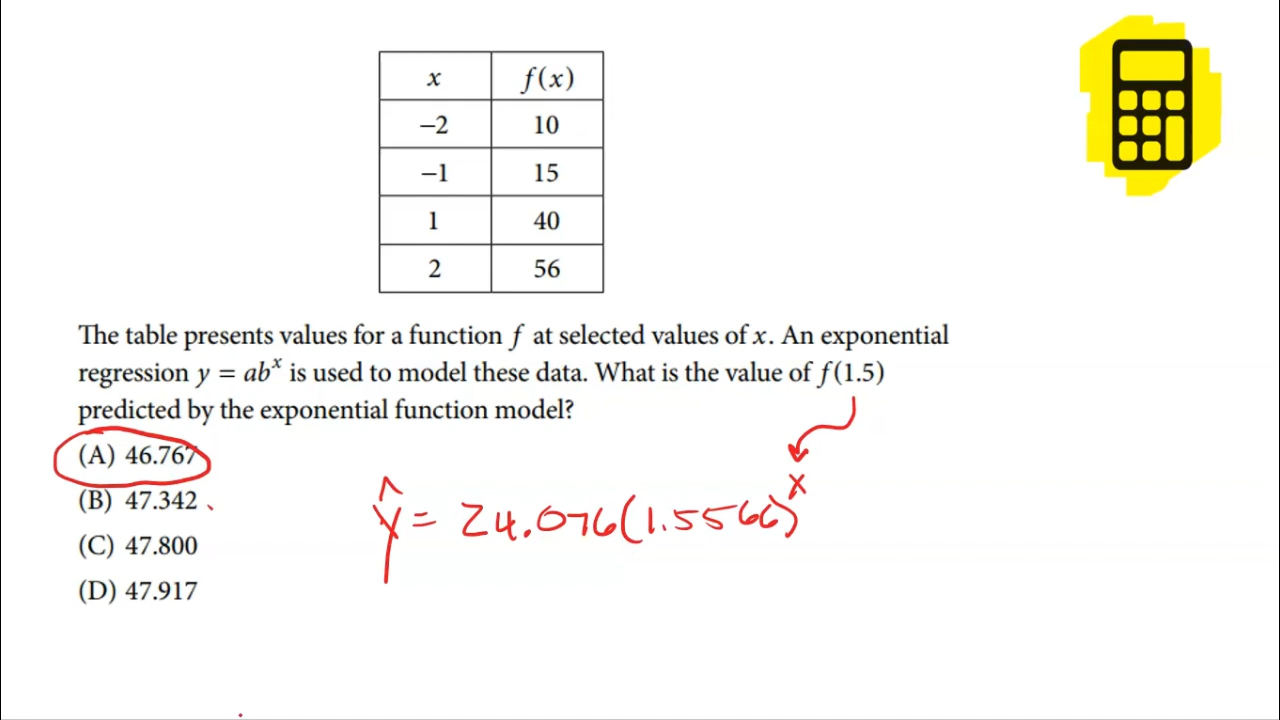 x f(x)
−2 10
−1 15
1 40
2 56
The table presents values for a function f at selected values of x. An exponential
regression y = abˣ is used to model these data. What is the value of f(1.5)
predicted by the exponential function model?
(A) 46.767
(B) 47.342
(C) 47.800
(D) 47.917
ŷ = 24.076(1.5566)ˣ